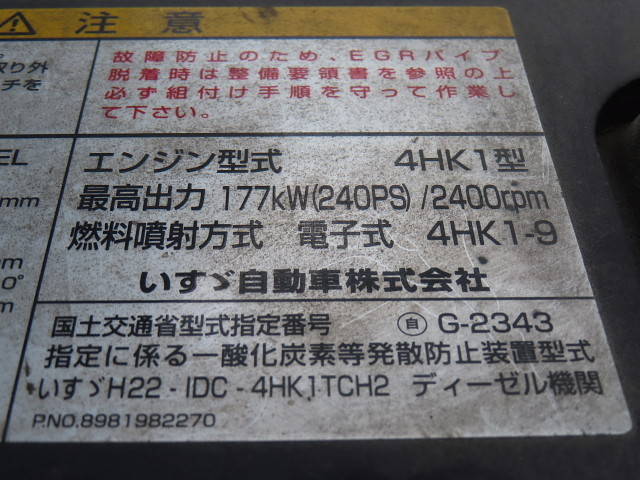 注 意
取り外
チを
故障防止のため、EGRパイプ
脱着時は整備要領書を参照の上
必ず組付け手順を守って作業し
て下さい。
EL
mm
mm
0°
m
エンジン型式 4HK1型
最高出力 177kW(240PS)/2400rpm
燃料噴射方式 電子式 4HK1-9
いすゞ自動車株式会社
国土交通省型式指定番号 自 G-2343
指定に係る一酸化炭素等発散防止装置型式
いすゞH22-IDC-4HK1TCH2 ディーゼル機関
P.NO.8981982270